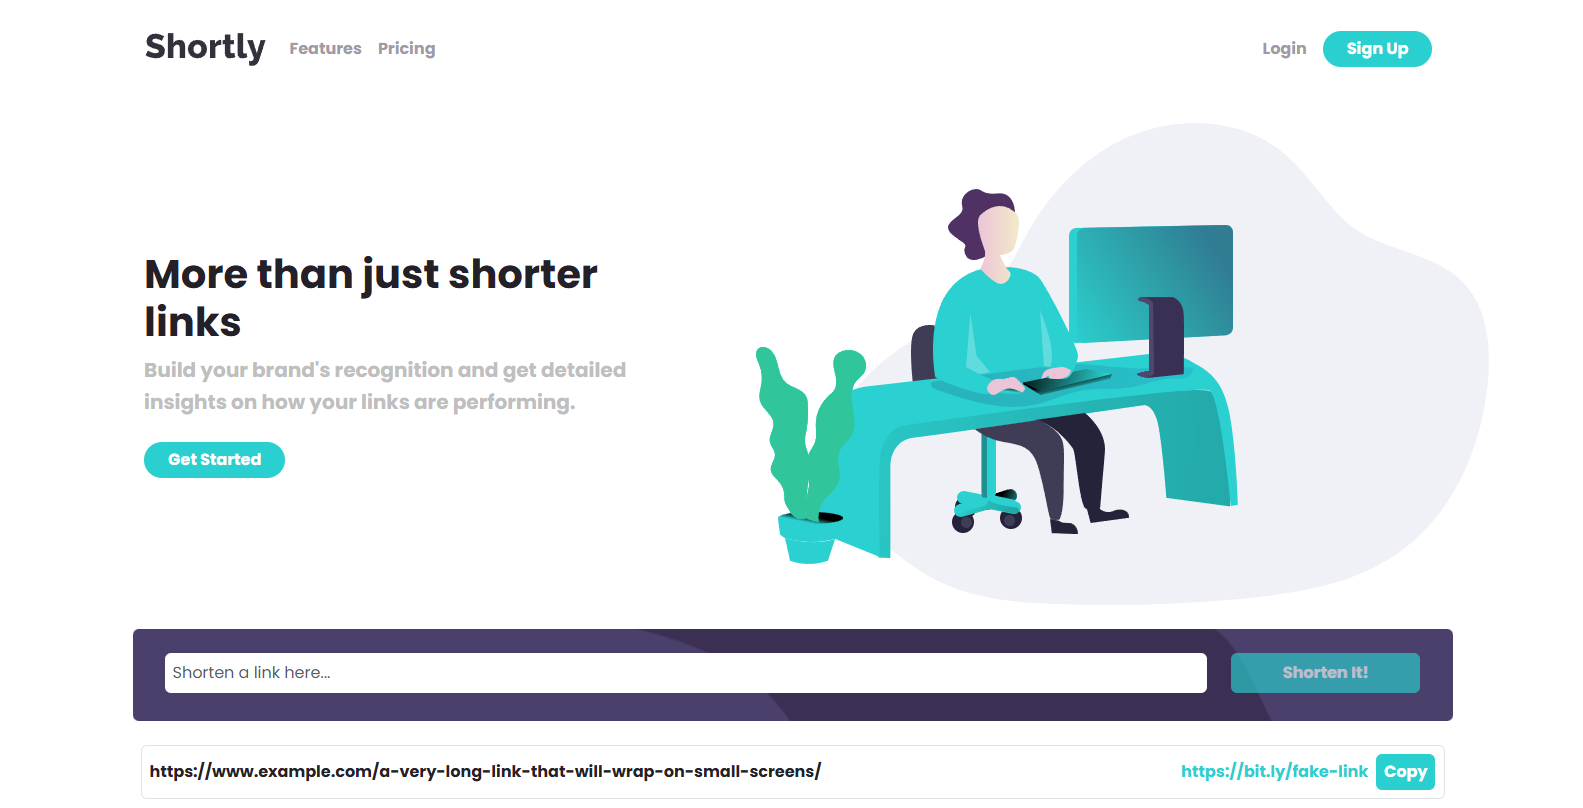 Shortly Features Pricing Login Sign Up
More than just shorter
links
Build your brand's recognition and get detailed
insights on how your links are performing.
Get Started
Shorten a link here... Shorten It!
https://www.example.com/a-very-long-link-that-will-wrap-on-small-screens/ https://bit.ly/fake-link Copy